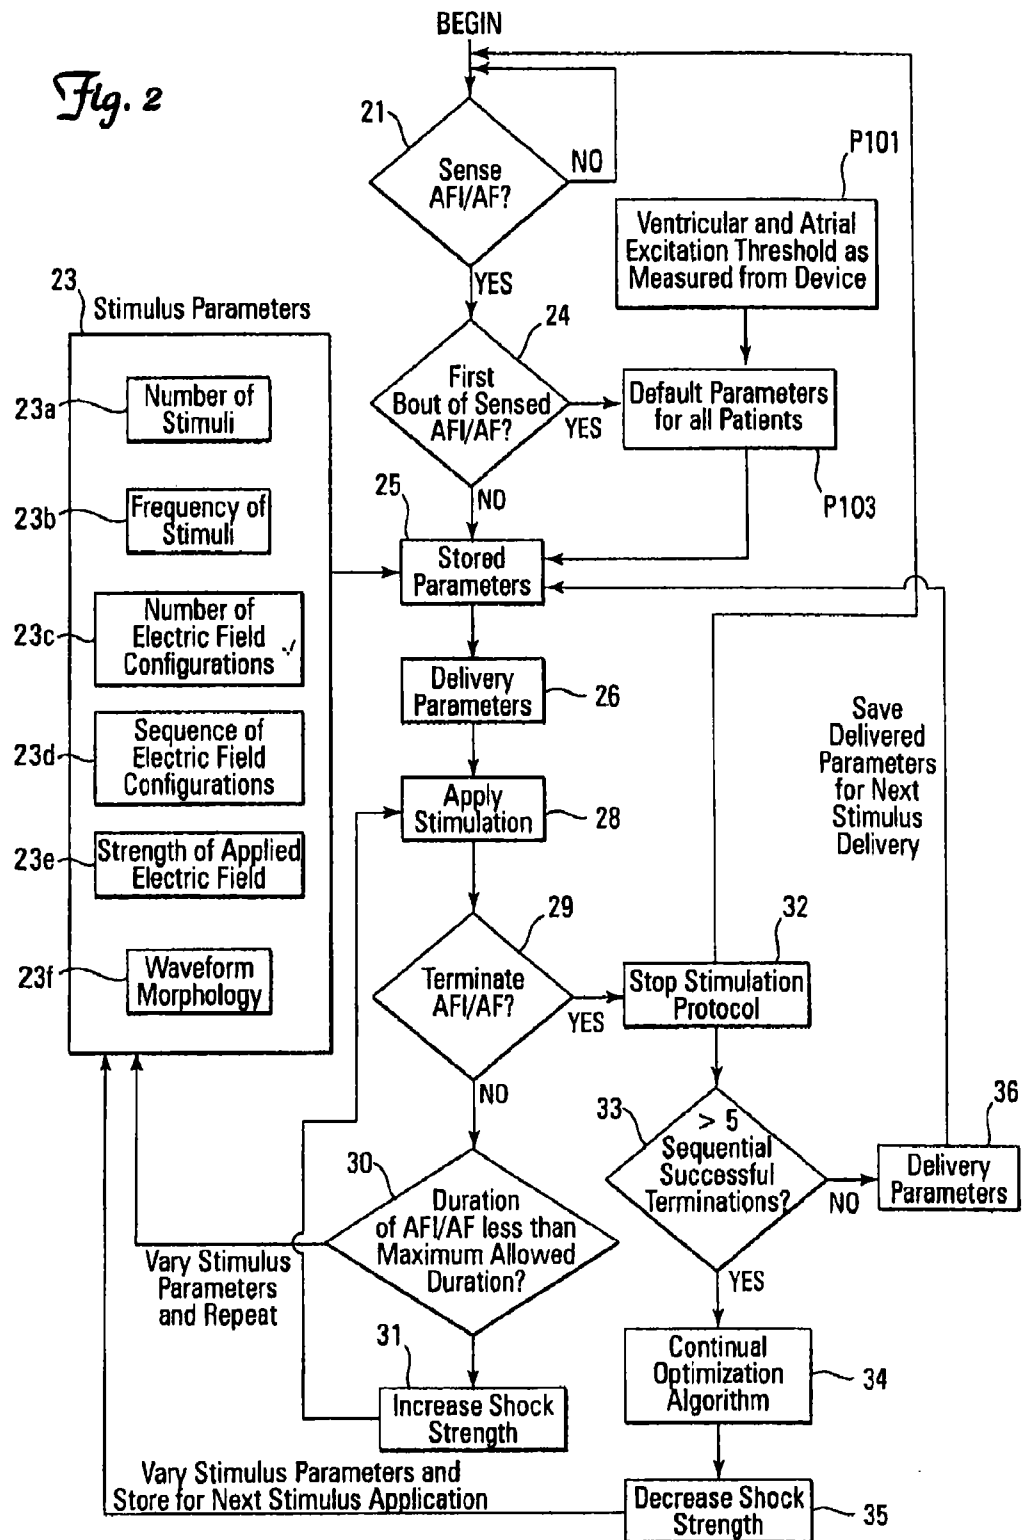 BEGIN
Fig. 2
21
Sense
AFl/AF?
NO
YES
P101
Ventricular and Atrial
Excitation Threshold as
Measured from Device
23
Stimulus Parameters
24
First
Bout of Sensed
AFl/AF?
YES
NO
Default Parameters
for all Patients
P103
23a
Number of
Stimuli
23b
Frequency of
Stimuli
23c
Number of
Electric Field
Configurations
23d
Sequence of
Electric Field
Configurations
23e
Strength of Applied
Electric Field
23f
Waveform
Morphology
25
Stored
Parameters
Delivery
Parameters
26
Apply
Stimulation
28
Save
Delivered
Parameters
for Next
Stimulus
Delivery
29
Terminate
AFl/AF?
YES
NO
32
Stop Stimulation
Protocol
33
> 5
Sequential
Successful
Terminations?
NO
YES
36
Delivery
Parameters
30
Duration
of AFl/AF less than
Maximum Allowed
Duration?
Vary Stimulus
Parameters
and Repeat
31
Increase Shock
Strength
Continual
Optimization
Algorithm
34
Vary Stimulus Parameters and
Store for Next Stimulus Application
Decrease Shock
Strength
35